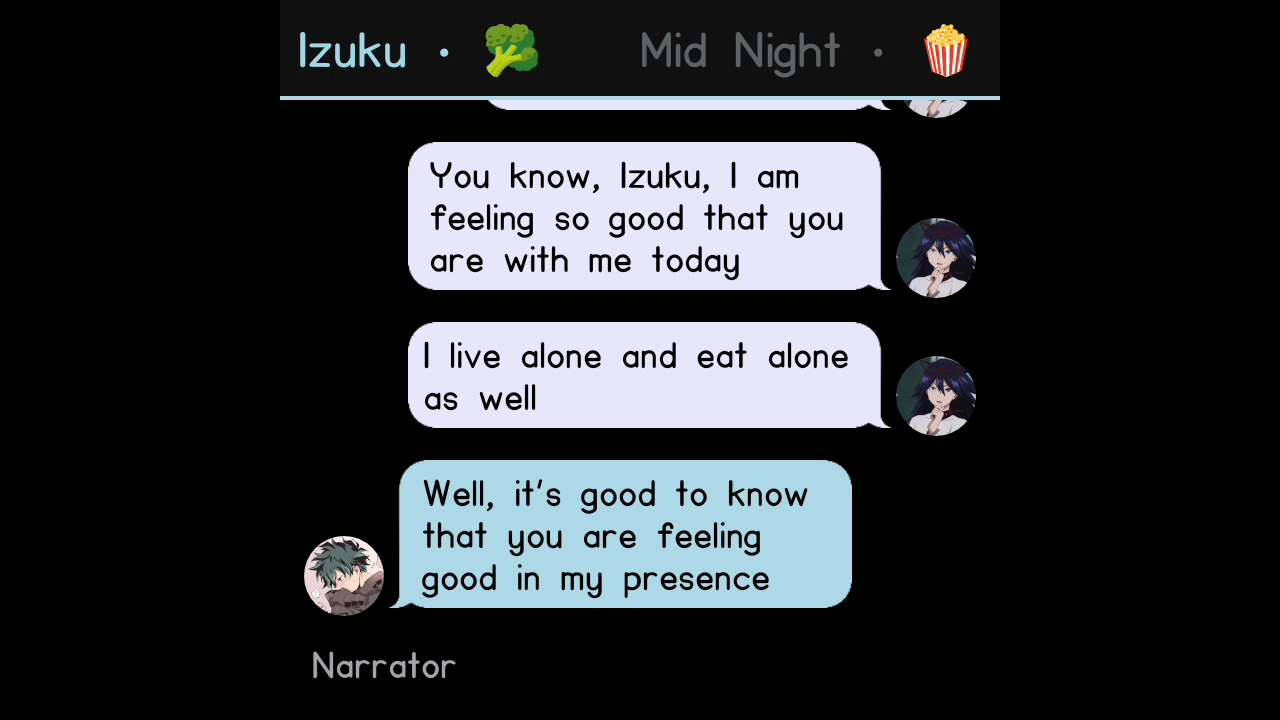 Izuku • Mid Night •
You know, Izuku, I am
feeling so good that you
are with me today
I live alone and eat alone
as well
Well, it's good to know
that you are feeling
good in my presence
Narrator